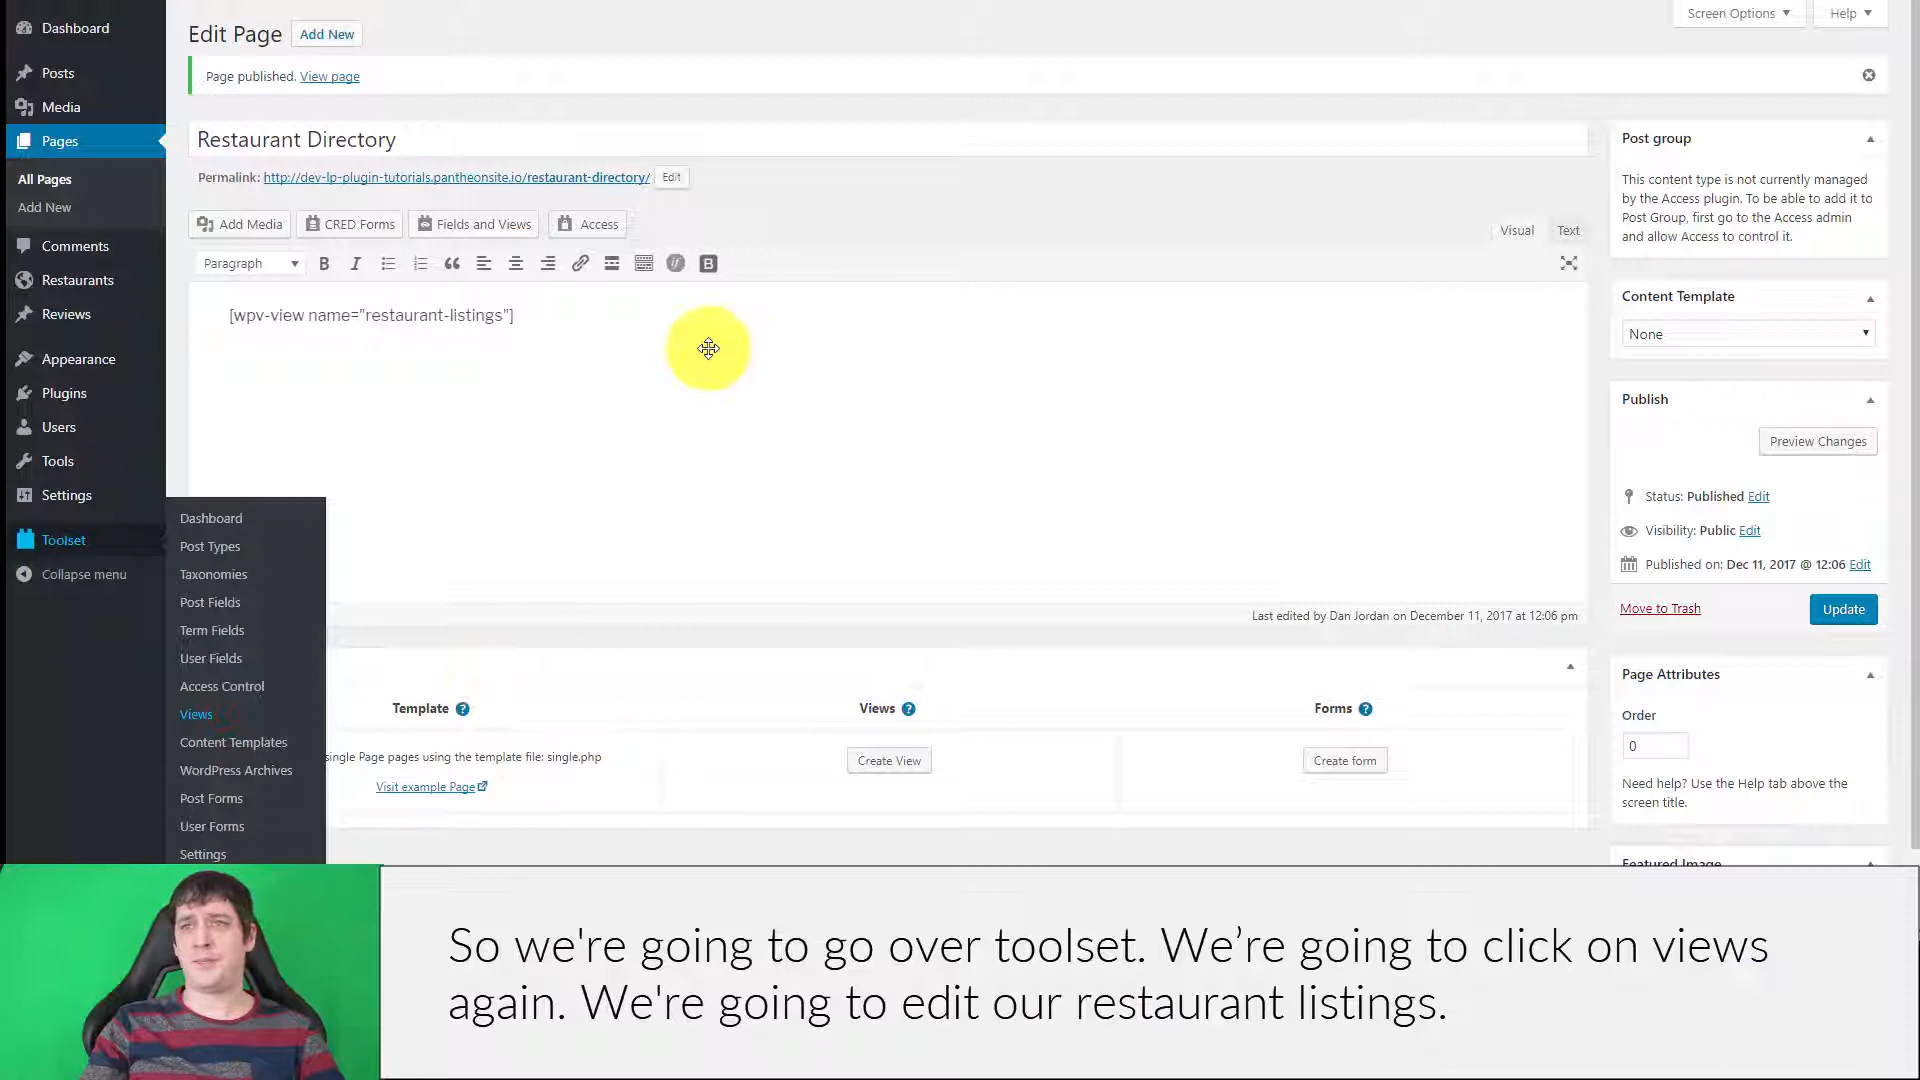 Dashboard
Posts
Media
Pages
All Pages
Add New
Comments
Restaurants
Reviews
Appearance
Plugins
Users
Tools
Settings
Toolset
Collapse menu
Dashboard
Post Types
Taxonomies
Post Fields
Term Fields
User Fields
Access Control
Views
Content Templates
WordPress Archives
Post Forms
User Forms
Settings
Screen Options
Help
Edit Page
Add New
Page published. View page
Restaurant Directory
Permalink: http://dev-lp-plugin-tutorials.pantheonsite.io/restaurant-directory/ Edit
Add Media
CRED Forms
Fields and Views
Access
Visual
Text
Paragraph
[wpv-view name="restaurant-listings"]
Last edited by Dan Jordan on December 11, 2017 at 12:06 pm
Template
Views
Forms
single Page pages using the template file: single.php
Create View
Create form
Visit example Page
Post group
This content type is not currently managed
by the Access plugin. To be able to add it to
Post Group, first go to the Access admin
and allow Access to control it.
Content Template
None
Publish
Preview Changes
Status: Published Edit
Visibility: Public Edit
Published on: Dec 11, 2017 @ 12:06 Edit
Move to Trash
Update
Page Attributes
Order
0
Need help? Use the Help tab above the
screen title.
Featured Image
So we're going to go over toolset. We’re going to click on views
again. We're going to edit our restaurant listings.